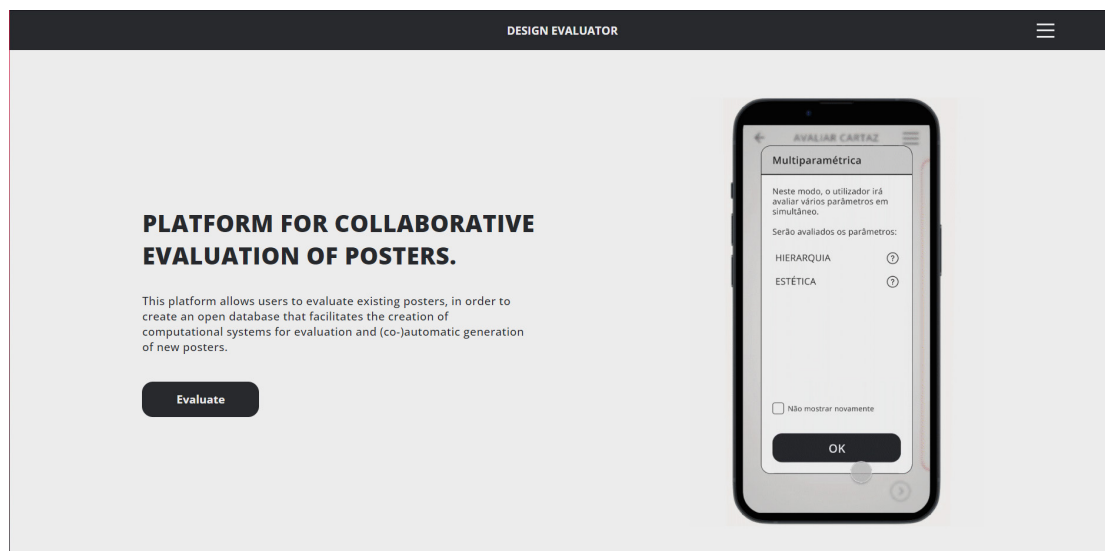 DESIGN EVALUATOR
PLATFORM FOR COLLABORATIVE
EVALUATION OF POSTERS.
This platform allows users to evaluate existing posters, in order to
create an open database that facilitates the creation of
computational systems for evaluation and (co-)automatic generation
of new posters.
Evaluate
AVALIAR CARTAZ
Multiparamétrica
Neste modo, o utilizador irá
avaliar vários parâmetros em
simultâneo.
Serão avaliados os parâmetros:
HIERARQUIA ?
ESTÉTICA ?
Não mostrar novamente
OK